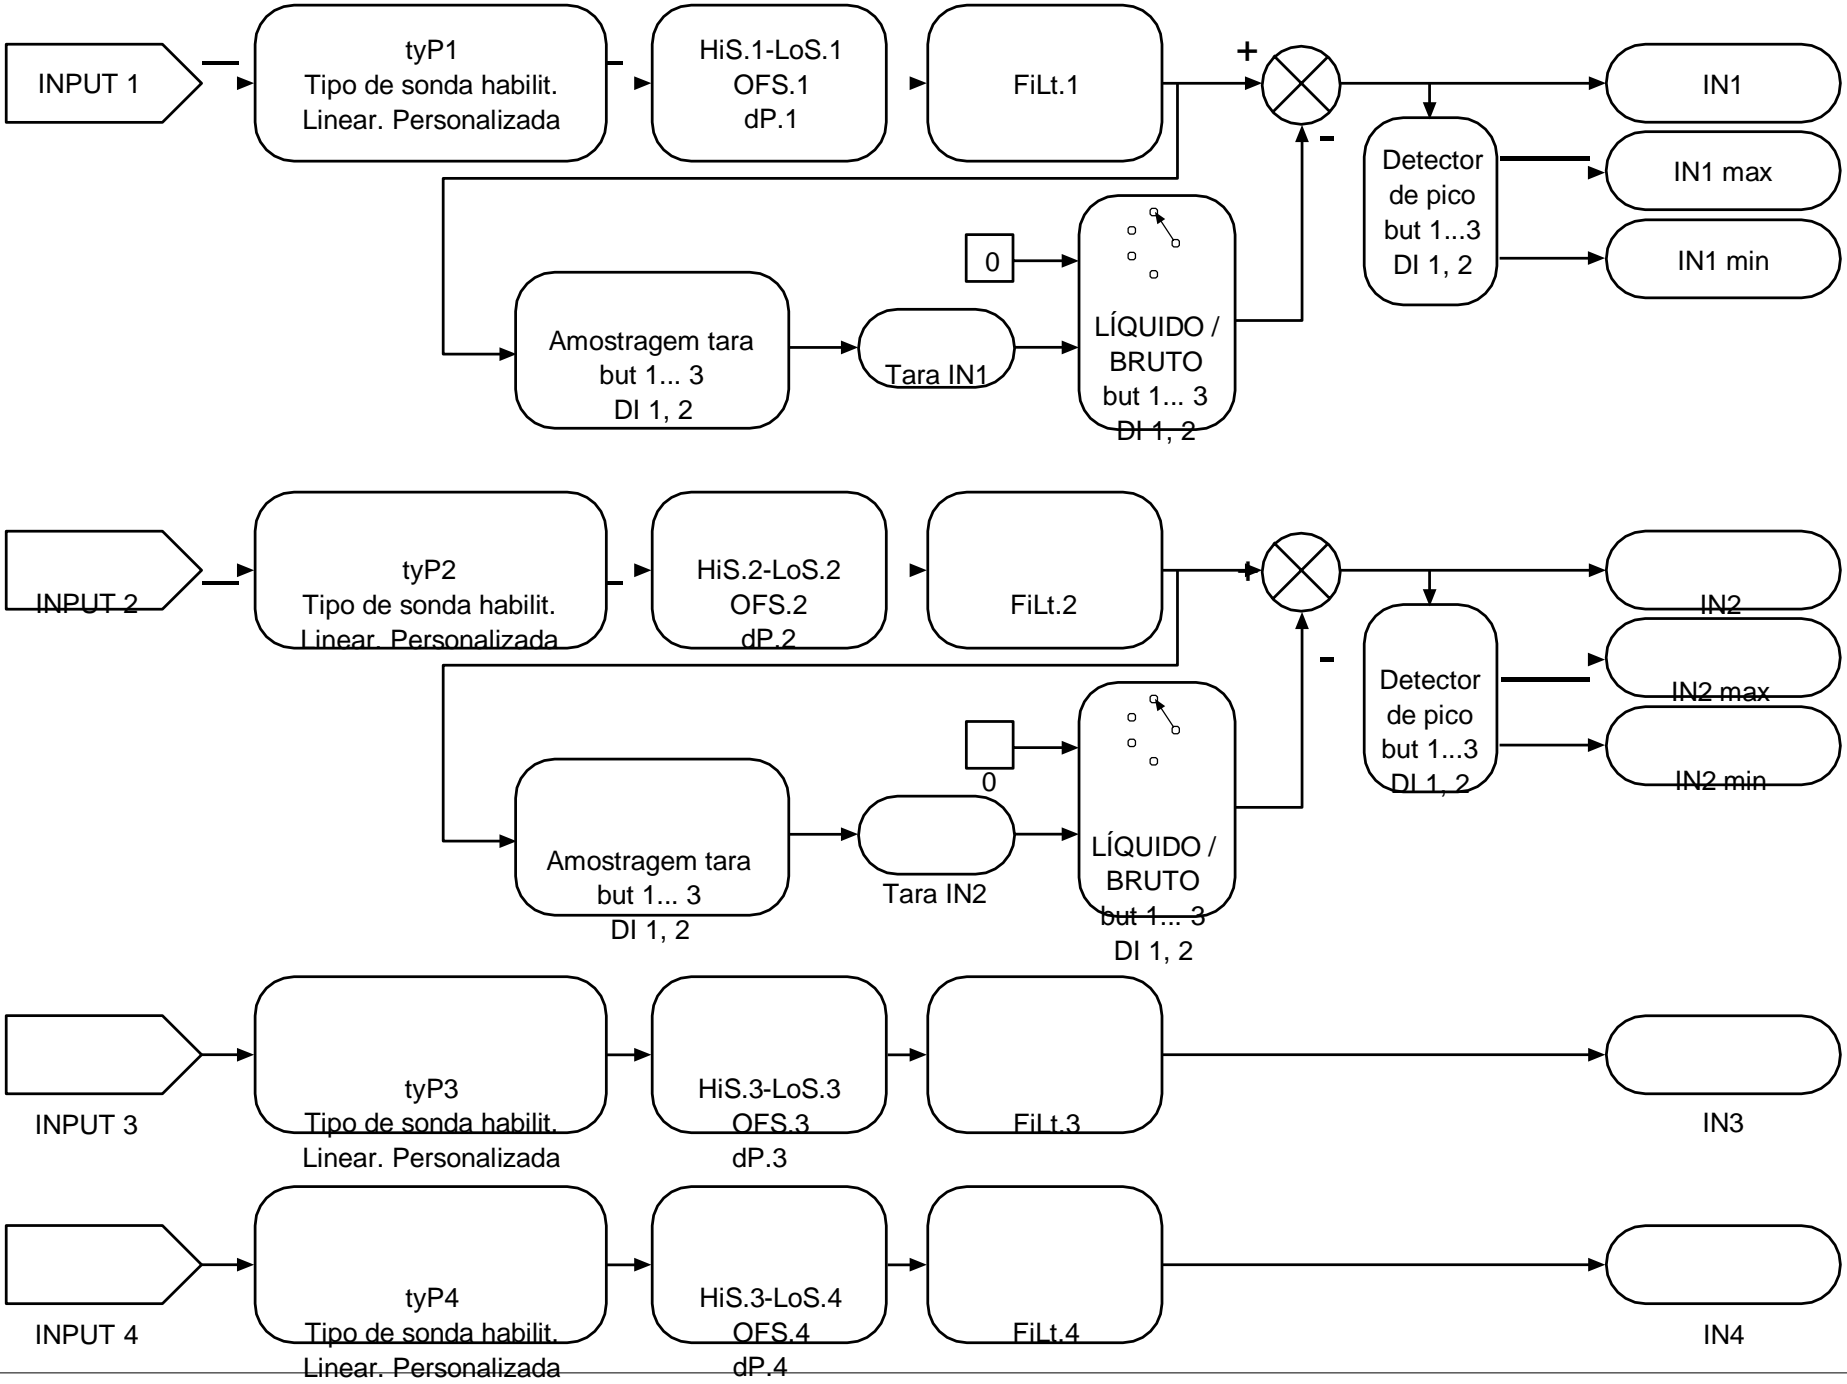 INPUT 1
tyP1
Tipo de sonda habilit.
Linear. Personalizada
HiS.1-LoS.1
OFS.1
dP.1
FiLt.1
+
-
IN1
Detector
de pico
but 1...3
DI 1, 2
IN1 max
IN1 min
0
Amostragem tara
but 1... 3
DI 1, 2
Tara IN1
LÍQUIDO /
BRUTO
but 1... 3
DI 1, 2
INPUT 2
tyP2
Tipo de sonda habilit.
Linear. Personalizada
HiS.2-LoS.2
OFS.2
dP.2
FiLt.2
+
-
IN2
Detector
de pico
but 1...3
DI 1, 2
IN2 max
IN2 min
0
Amostragem tara
but 1... 3
DI 1, 2
Tara IN2
LÍQUIDO /
BRUTO
but 1... 3
DI 1, 2
INPUT 3
tyP3
Tipo de sonda habilit.
Linear. Personalizada
HiS.3-LoS.3
OFS.3
dP.3
FiLt.3
IN3
INPUT 4
tyP4
Tipo de sonda habilit.
Linear. Personalizada
HiS.3-LoS.4
OFS.4
dP.4
FiLt.4
IN4